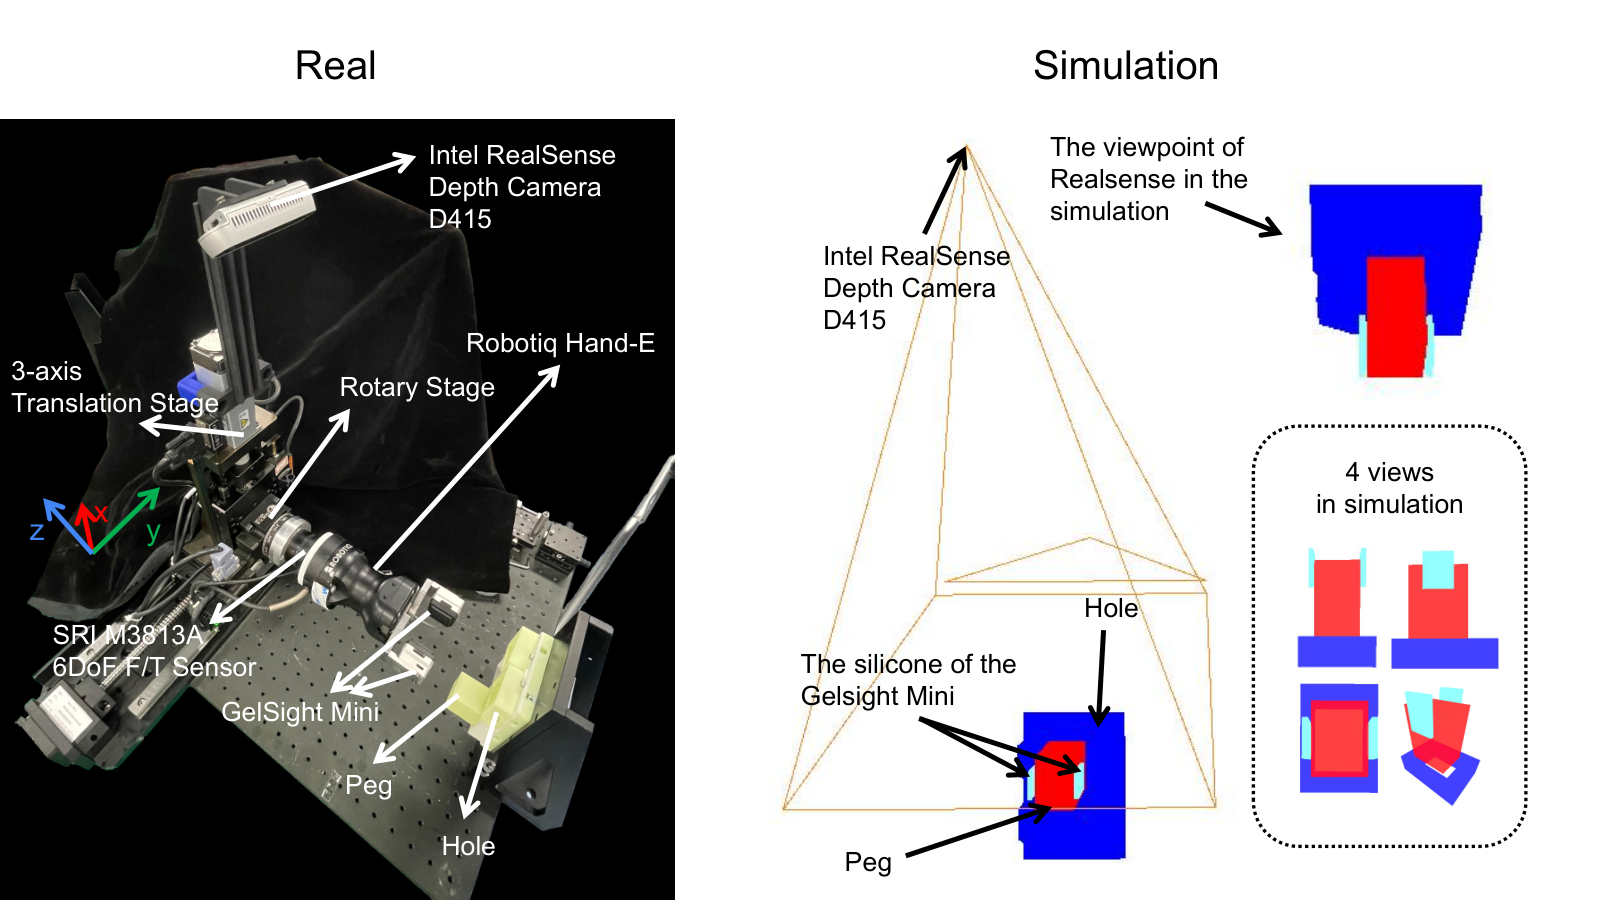 Real
Simulation
Intel RealSense
Depth Camera
D415
Robotiq Hand-E
Rotary Stage
3-axis
Translation Stage
z
x
y
ROBOTIQ
SRI M3813A
6DoF F/T Sensor
GelSight Mini
Peg
Hole
The viewpoint of
Realsense in the
simulation
Intel RealSense
Depth Camera
D415
Hole
The silicone of the
Gelsight Mini
Peg
4 views
in simulation